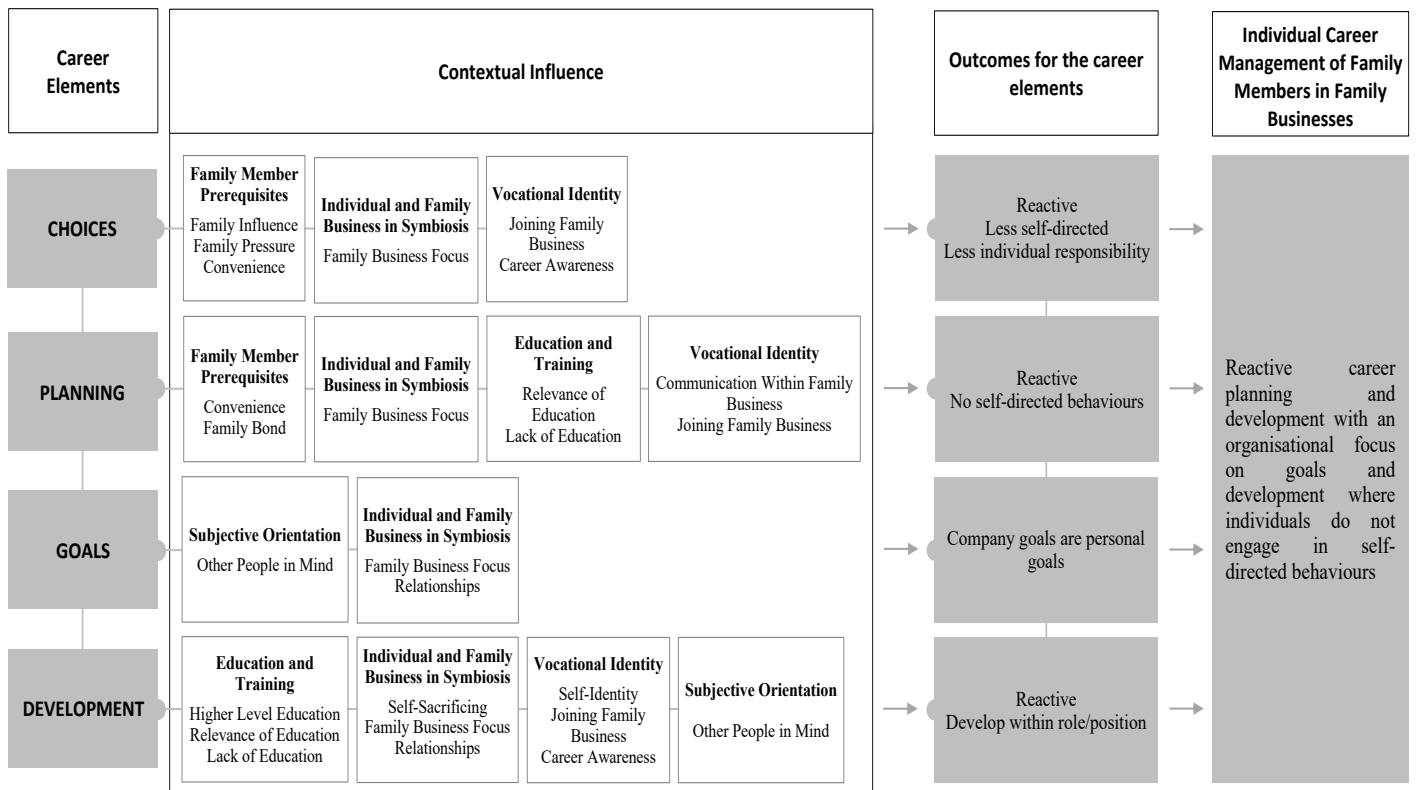 Career
Elements
Contextual Influence
Outcomes for the career
elements
Individual Career
Management of Family
Members in Family
Businesses
CHOICES
Family Member
Prerequisites
Family Influence
Family Pressure
Convenience
Individual and Family
Business in Symbiosis
Family Business Focus
Vocational Identity
Joining Family
Business
Career Awareness
Reactive
Less self-directed
Less individual responsibility
PLANNING
Family Member
Prerequisites
Convenience
Family Bond
Individual and Family
Business in Symbiosis
Family Business Focus
Education and
Training
Relevance of
Education
Lack of Education
Vocational Identity
Communication Within Family
Business
Joining Family Business
Reactive
No self-directed behaviours
GOALS
Subjective Orientation
Other People in Mind
Individual and Family
Business in Symbiosis
Family Business Focus
Relationships
Company goals are personal
goals
DEVELOPMENT
Education and
Training
Higher Level Education
Relevance of Education
Lack of Education
Individual and Family
Business in Symbiosis
Self-Sacrificing
Family Business Focus
Relationships
Vocational Identity
Self-Identity
Joining Family
Business
Career Awareness
Subjective Orientation
Other People in Mind
Reactive
Develop within role/position
Reactive career
planning and
development with an
organisational focus
on goals and
development where
individuals do not
engage in self-
directed behaviours